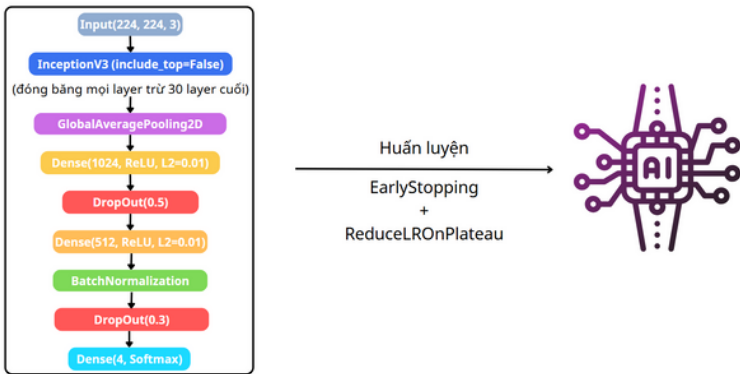 Input(224, 224, 3)
InceptionV3 (include_top=False)
(đóng băng mọi layer trừ 30 layer cuối)
GlobalAveragePooling2D
Dense(1024, ReLU, L2=0.01)
DropOut(0.5)
Dense(512, ReLU, L2=0.01)
BatchNormalization
DropOut(0.3)
Dense(4, Softmax)
Huấn luyện
EarlyStopping
+
ReduceLROnPlateau
AI